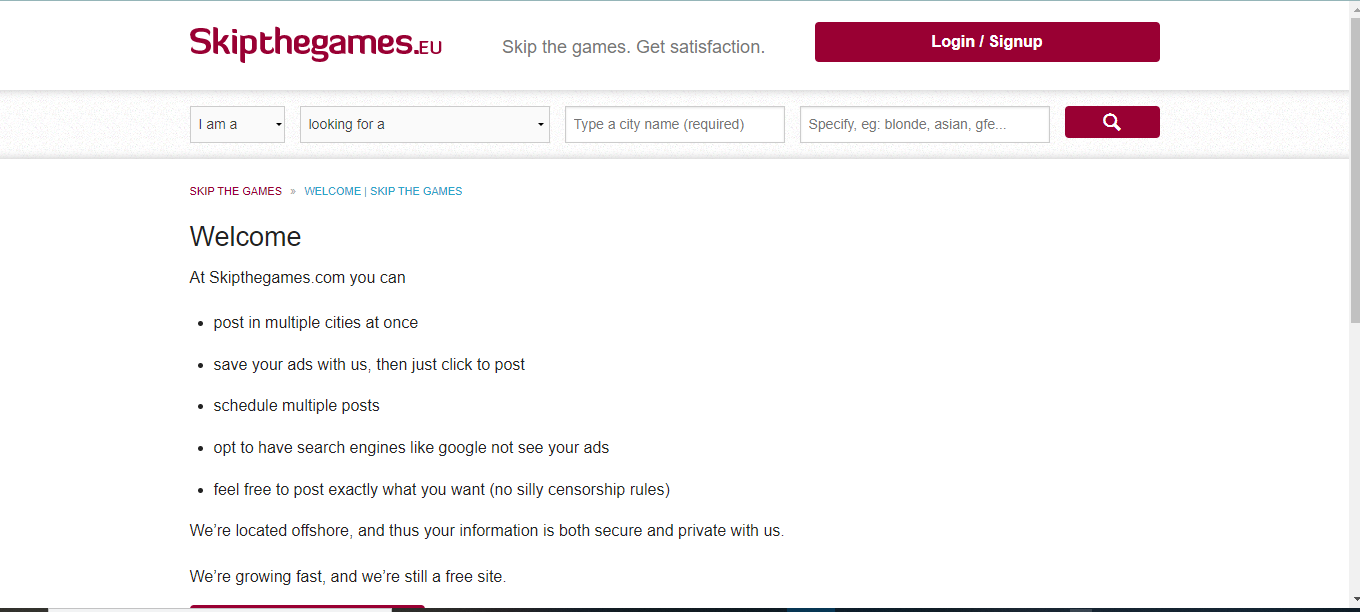 Skipthegames.EU
Skip the games. Get satisfaction.
Login / Signup
I am a
looking for a
Type a city name (required)
Specify, eg: blonde, asian, gfe...
SKIP THE GAMES » WELCOME | SKIP THE GAMES
Welcome
At Skipthegames.com you can
• post in multiple cities at once
• save your ads with us, then just click to post
• schedule multiple posts
• opt to have search engines like google not see your ads
• feel free to post exactly what you want (no silly censorship rules)
We’re located offshore, and thus your information is both secure and private with us.
We’re growing fast, and we’re still a free site.